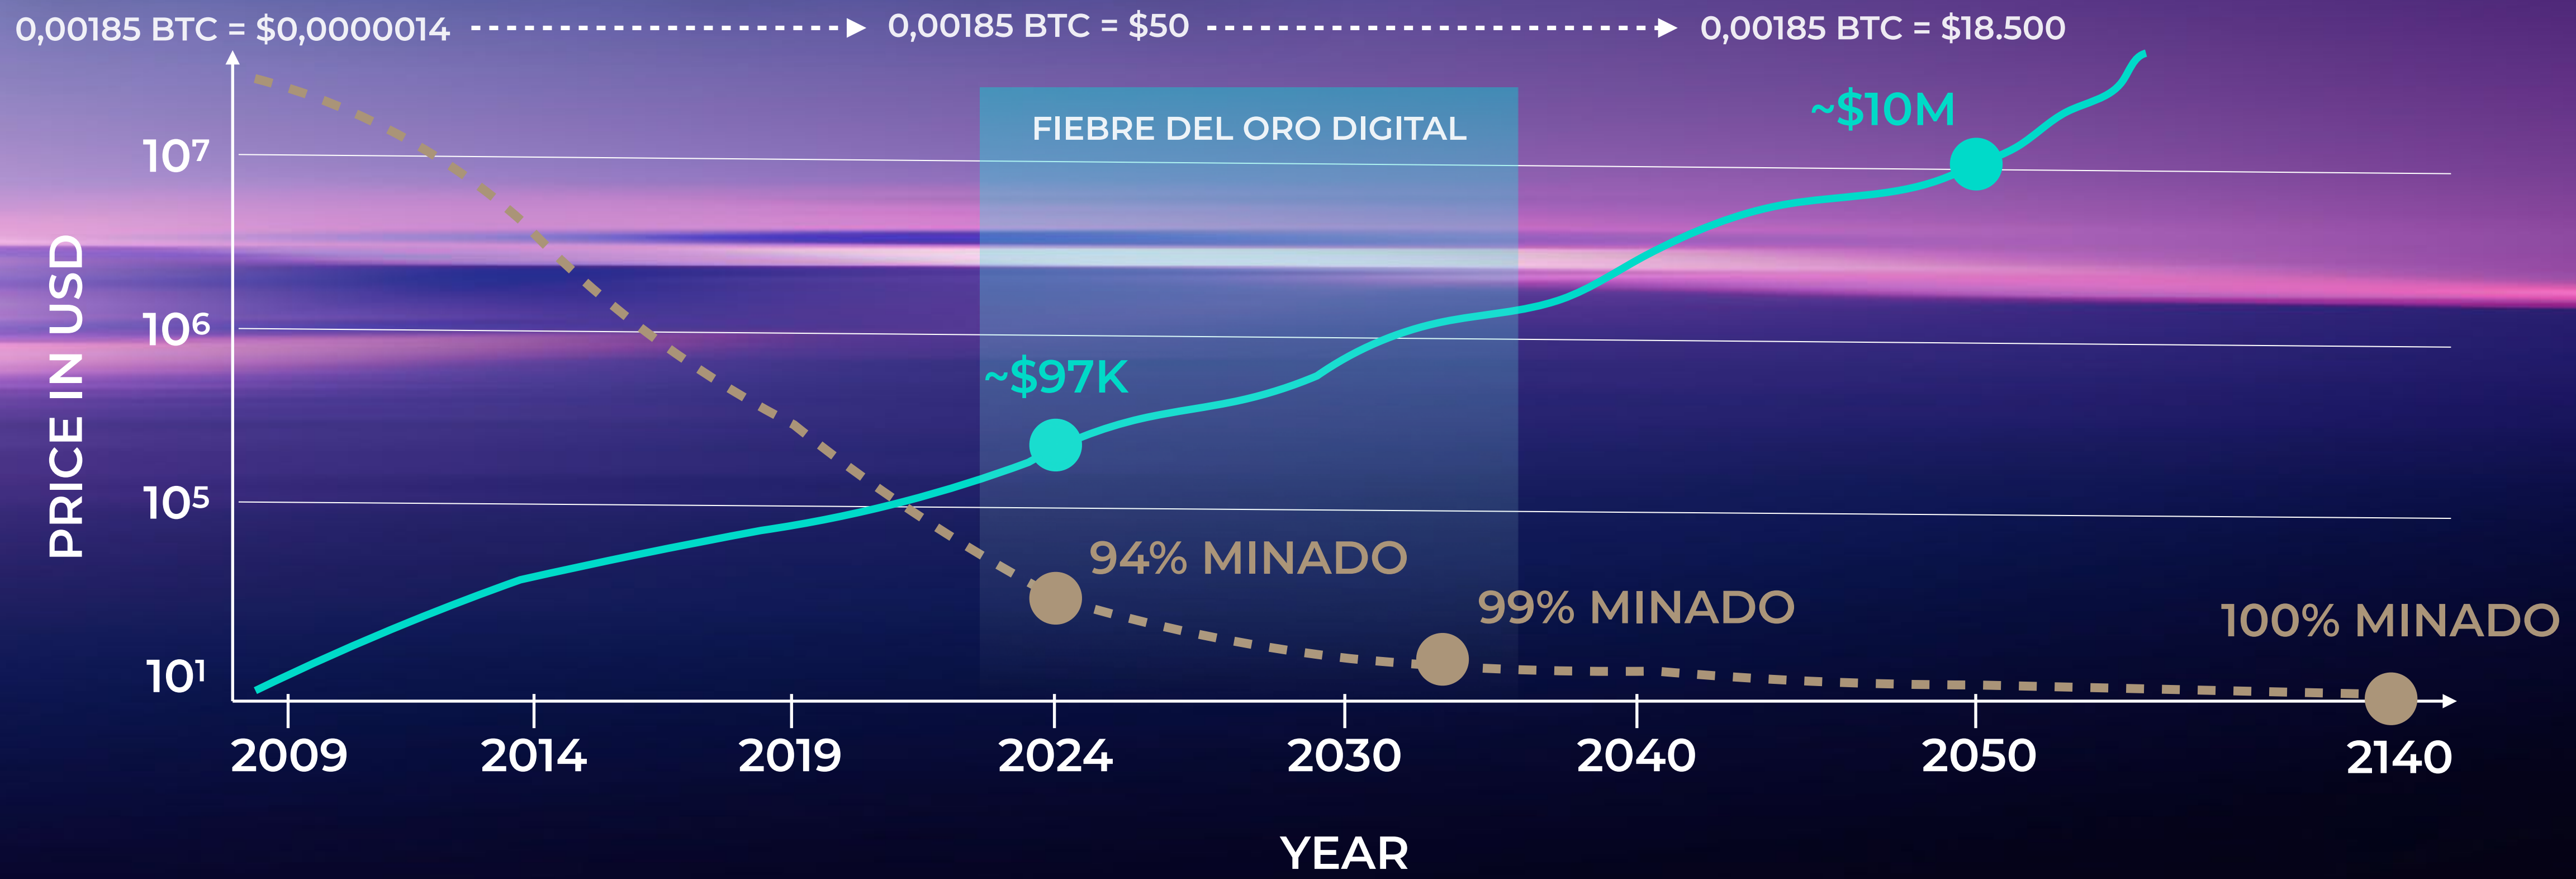 0,00185 BTC = $0,0000014
0,00185 BTC = $50
0,00185 BTC = $18.500
FIEBRE DEL ORO DIGITAL
~$10M
10⁷
PRICE IN USD
10⁶
~$97K
10⁵
94% MINADO
99% MINADO
100% MINADO
10¹
2009
2014
2019
2024
2030
2040
2050
2140
YEAR